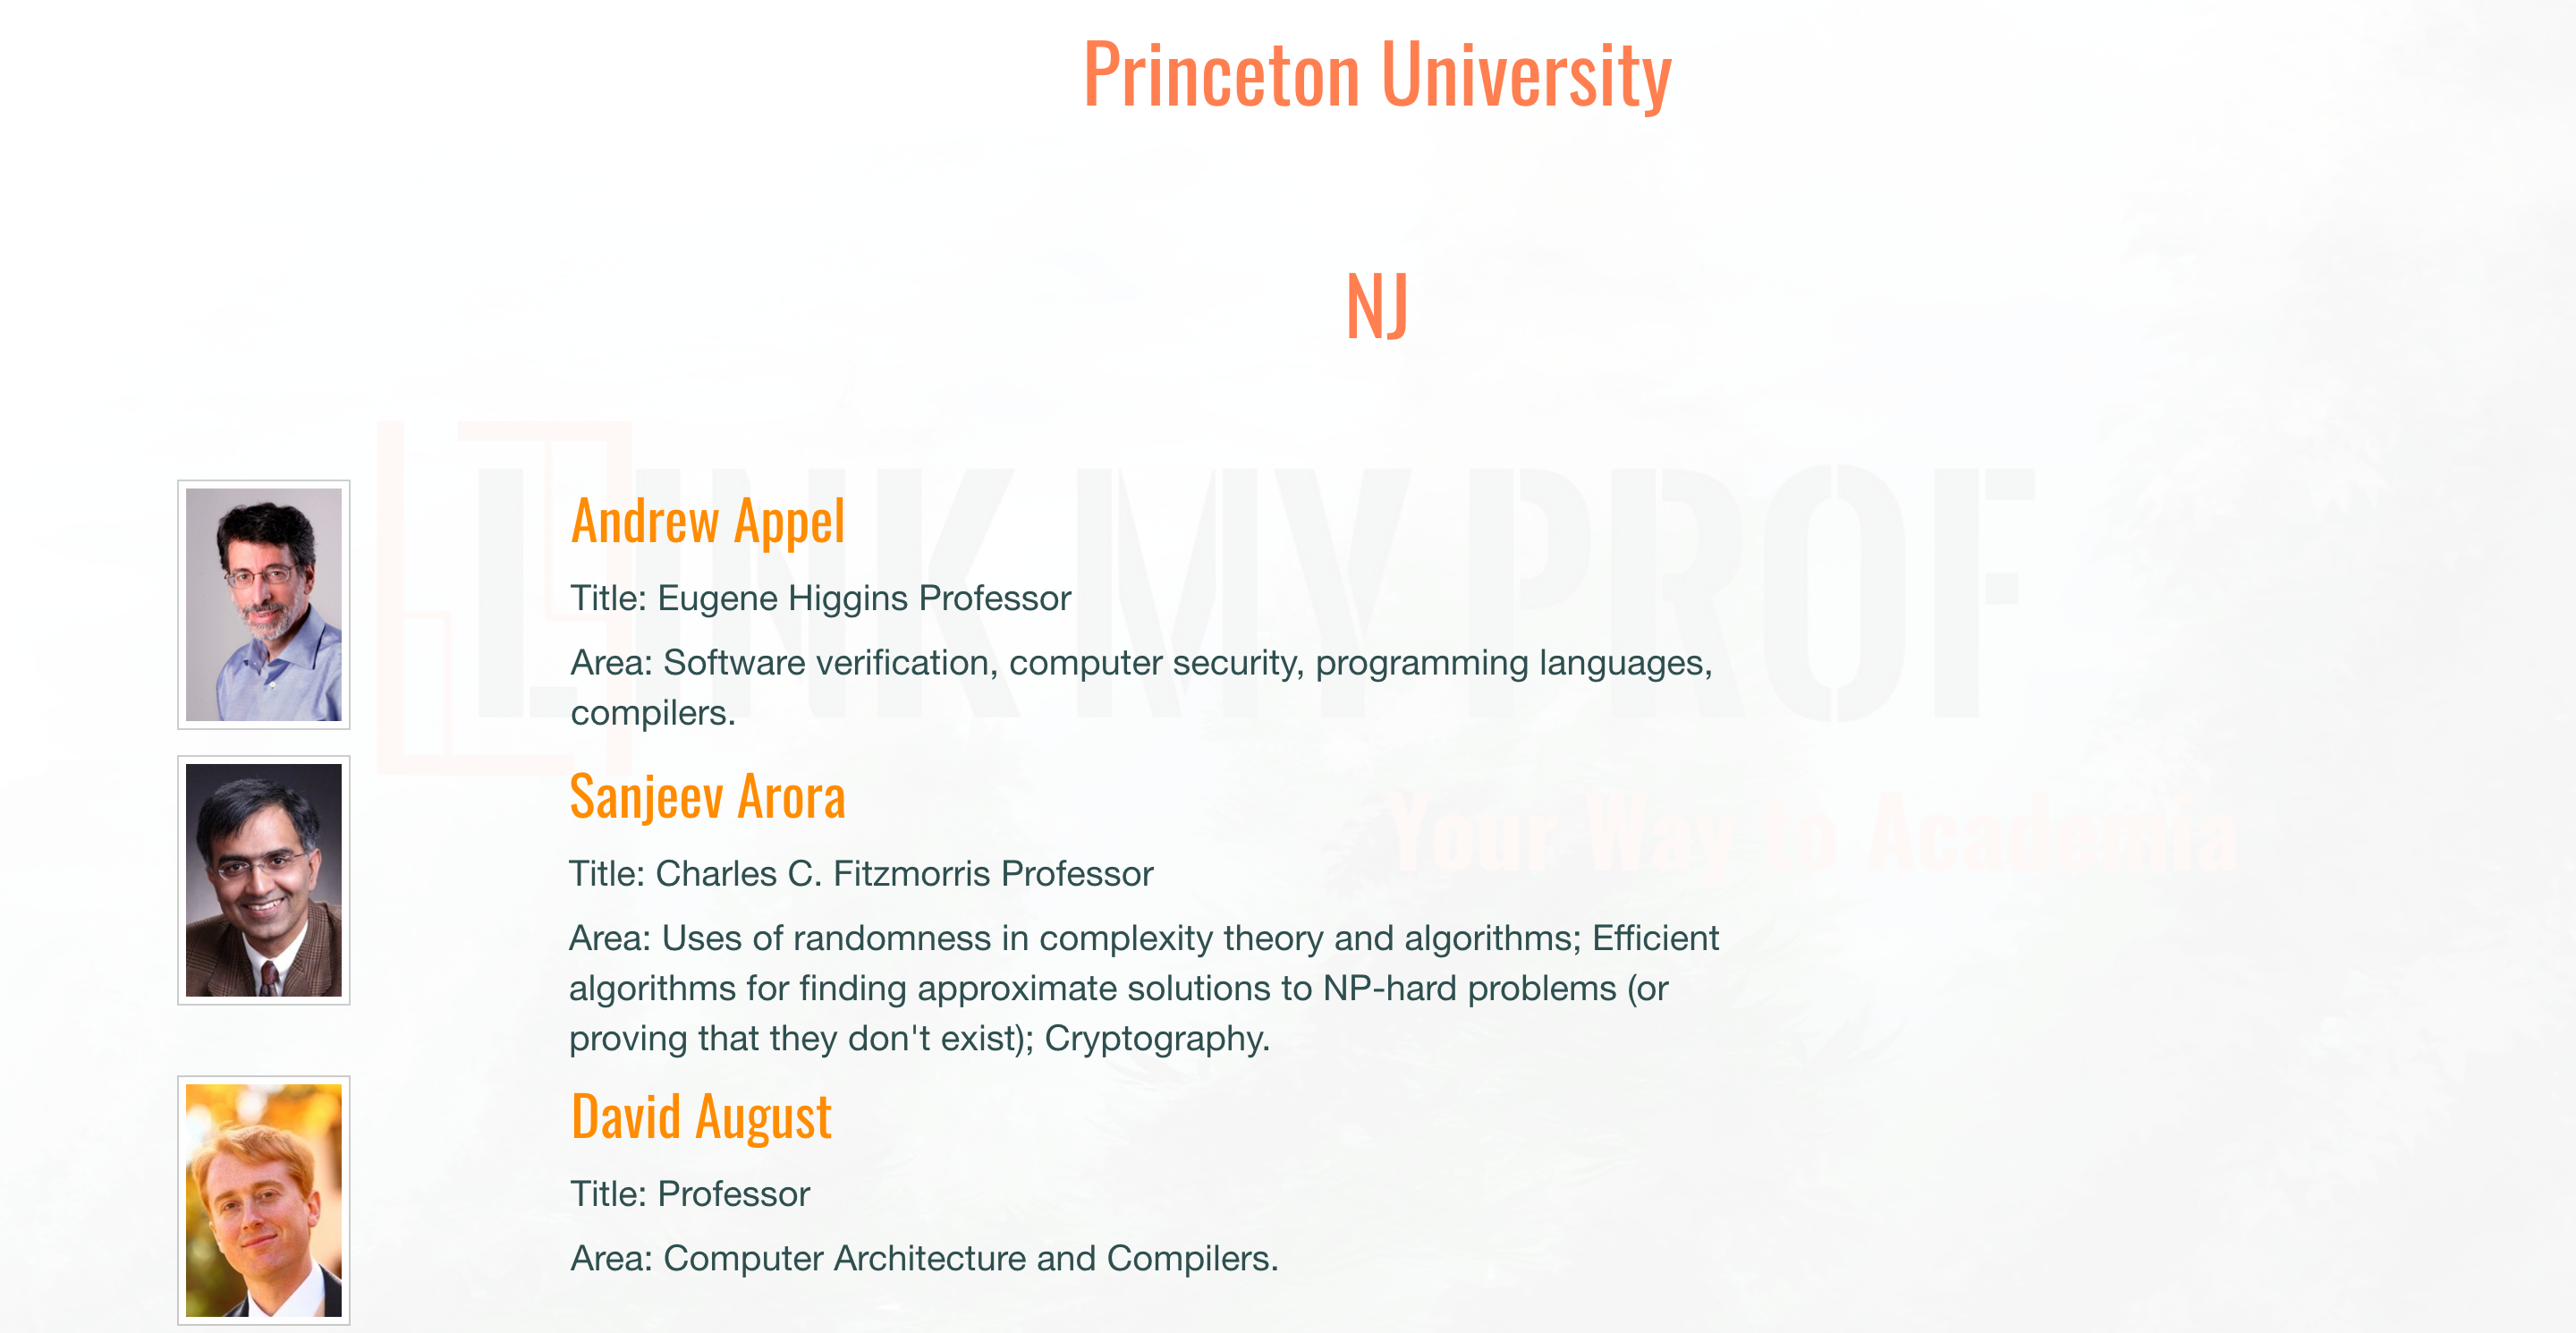 Princeton University
NJ
LINK MY PROF
Andrew Appel
Title: Eugene Higgins Professor
Area: Software verification, computer security, programming languages,
compilers.
Your Way to Academia
Sanjeev Arora
Title: Charles C. Fitzmorris Professor
Area: Uses of randomness in complexity theory and algorithms; Efficient
algorithms for finding approximate solutions to NP-hard problems (or
proving that they don't exist); Cryptography.
David August
Title: Professor
Area: Computer Architecture and Compilers.